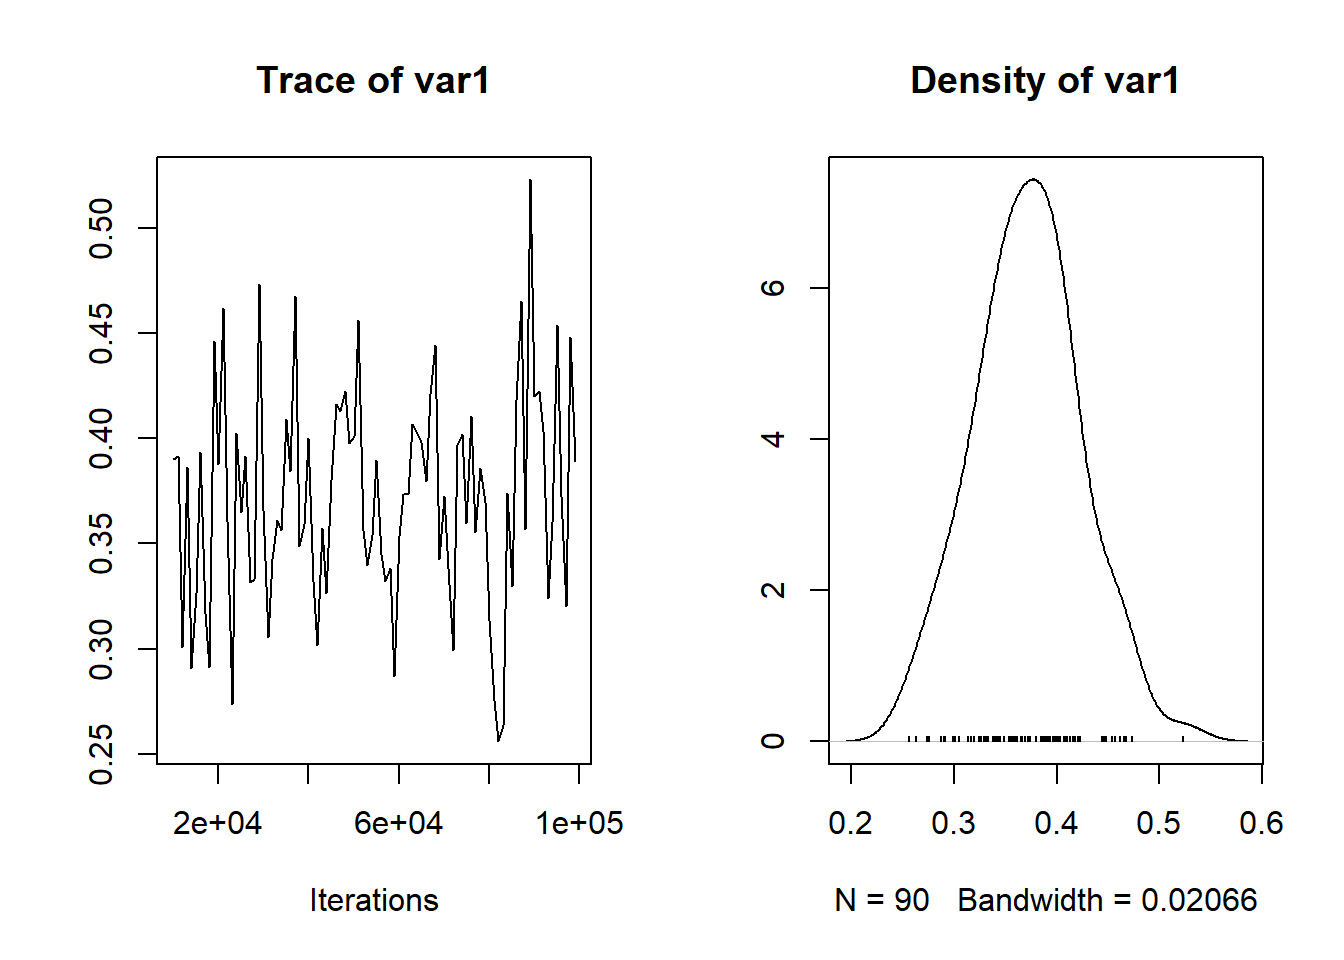 Trace of var1
0.50
0.45
0.40
0.35
0.30
0.25
2e+04 6e+04 1e+05
Iterations
Density of var1
6
4
2
0
0.2 0.3 0.4 0.5 0.6
N = 90 Bandwidth = 0.02066